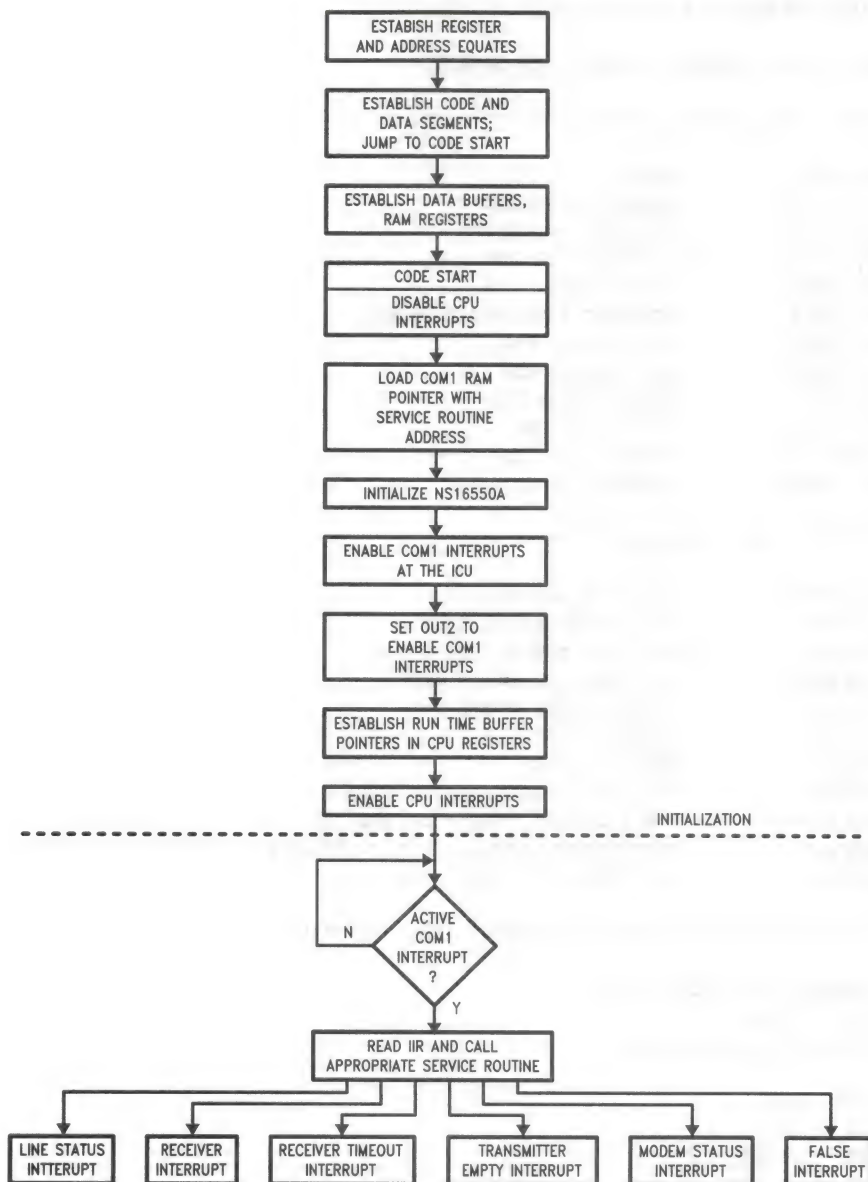 ESTABISH REGISTER
AND ADDRESS EQUATES
ESTABLISH CODE AND
DATA SEGMENTS;
JUMP TO CODE START
ESTABLISH DATA BUFFERS,
RAM REGISTERS
CODE START
DISABLE CPU
INTERRUPTS
LOAD COM1 RAM
POINTER WITH
SERVICE ROUTINE
ADDRESS
INITIALIZE NS16550A
ENABLE COM1 INTERRUPTS
AT THE ICU
SET OUT2 TO
ENABLE COM1
INTERRUPTS
ESTABLISH RUN TIME BUFFER
POINTERS IN CPU REGISTERS
ENABLE CPU INTERRUPTS
INITIALIZATION
ACTIVE
COM1
INTERRUPT
?
N
Y
READ IIR AND CALL
APPROPRIATE SERVICE ROUTINE
LINE STATUS
INTTERUPT
RECEIVER
INTERRUPT
RECEIVER TIMEOUT
INTERRUPT
TRANSMITTER
EMPTY INTERRUPT
MODEM STATUS
INTERRUPT
FALSE
INTERRUPT